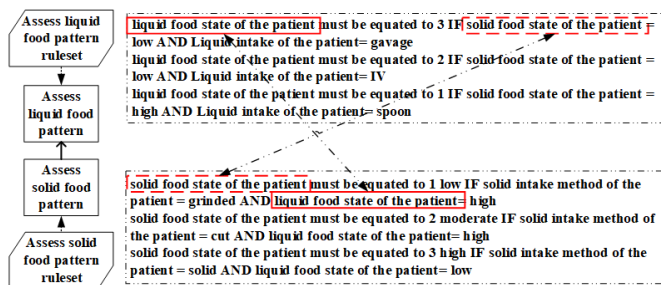 Assess liquid
food pattern
ruleset
Assess
liquid food
pattern
Assess
solid food
pattern
Assess solid
food pattern
ruleset
liquid food state of the patient must be equated to 3 IF solid food state of the patient =
low AND Liquid intake of the patient= gavage
liquid food state of the patient must be equated to 2 IF solid food state of the patient =
low AND Liquid intake of the patient= IV
liquid food state of the patient must be equated to 1 IF solid food state of the patient =
high AND Liquid intake of the patient= spoon
solid food state of the patient must be equated to 1 low IF solid intake method of the
patient = grinded AND liquid food state of the patient= high
solid food state of the patient must be equated to 2 moderate IF solid intake method of
the patient = cut AND liquid food state of the patient= high
solid food state of the patient must be equated to 3 high IF solid intake method of the
patient = solid AND liquid food state of the patient= low